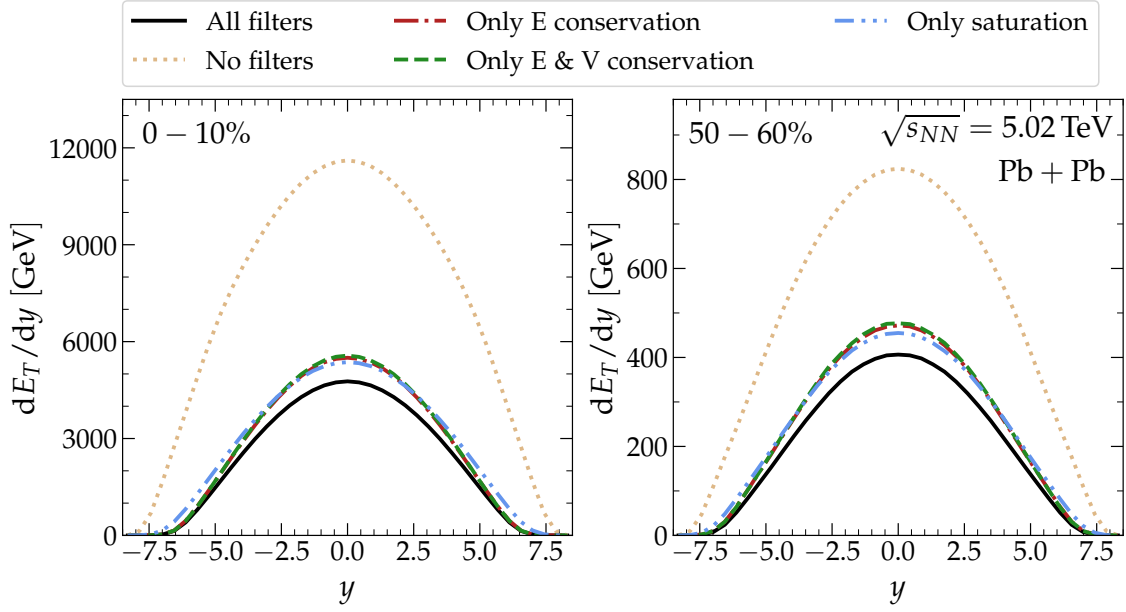 All filters
No filters
Only E conservation
Only E & V conservation
Only saturation
0 − 10%
dE_T/dy [GeV]
12000
9000
6000
3000
0
−7.5 −5.0 −2.5 0.0 2.5 5.0 7.5
y
50 − 60%
√s_NN = 5.02 TeV
Pb + Pb
dE_T/dy [GeV]
800
600
400
200
0
−7.5 −5.0 −2.5 0.0 2.5 5.0 7.5
y